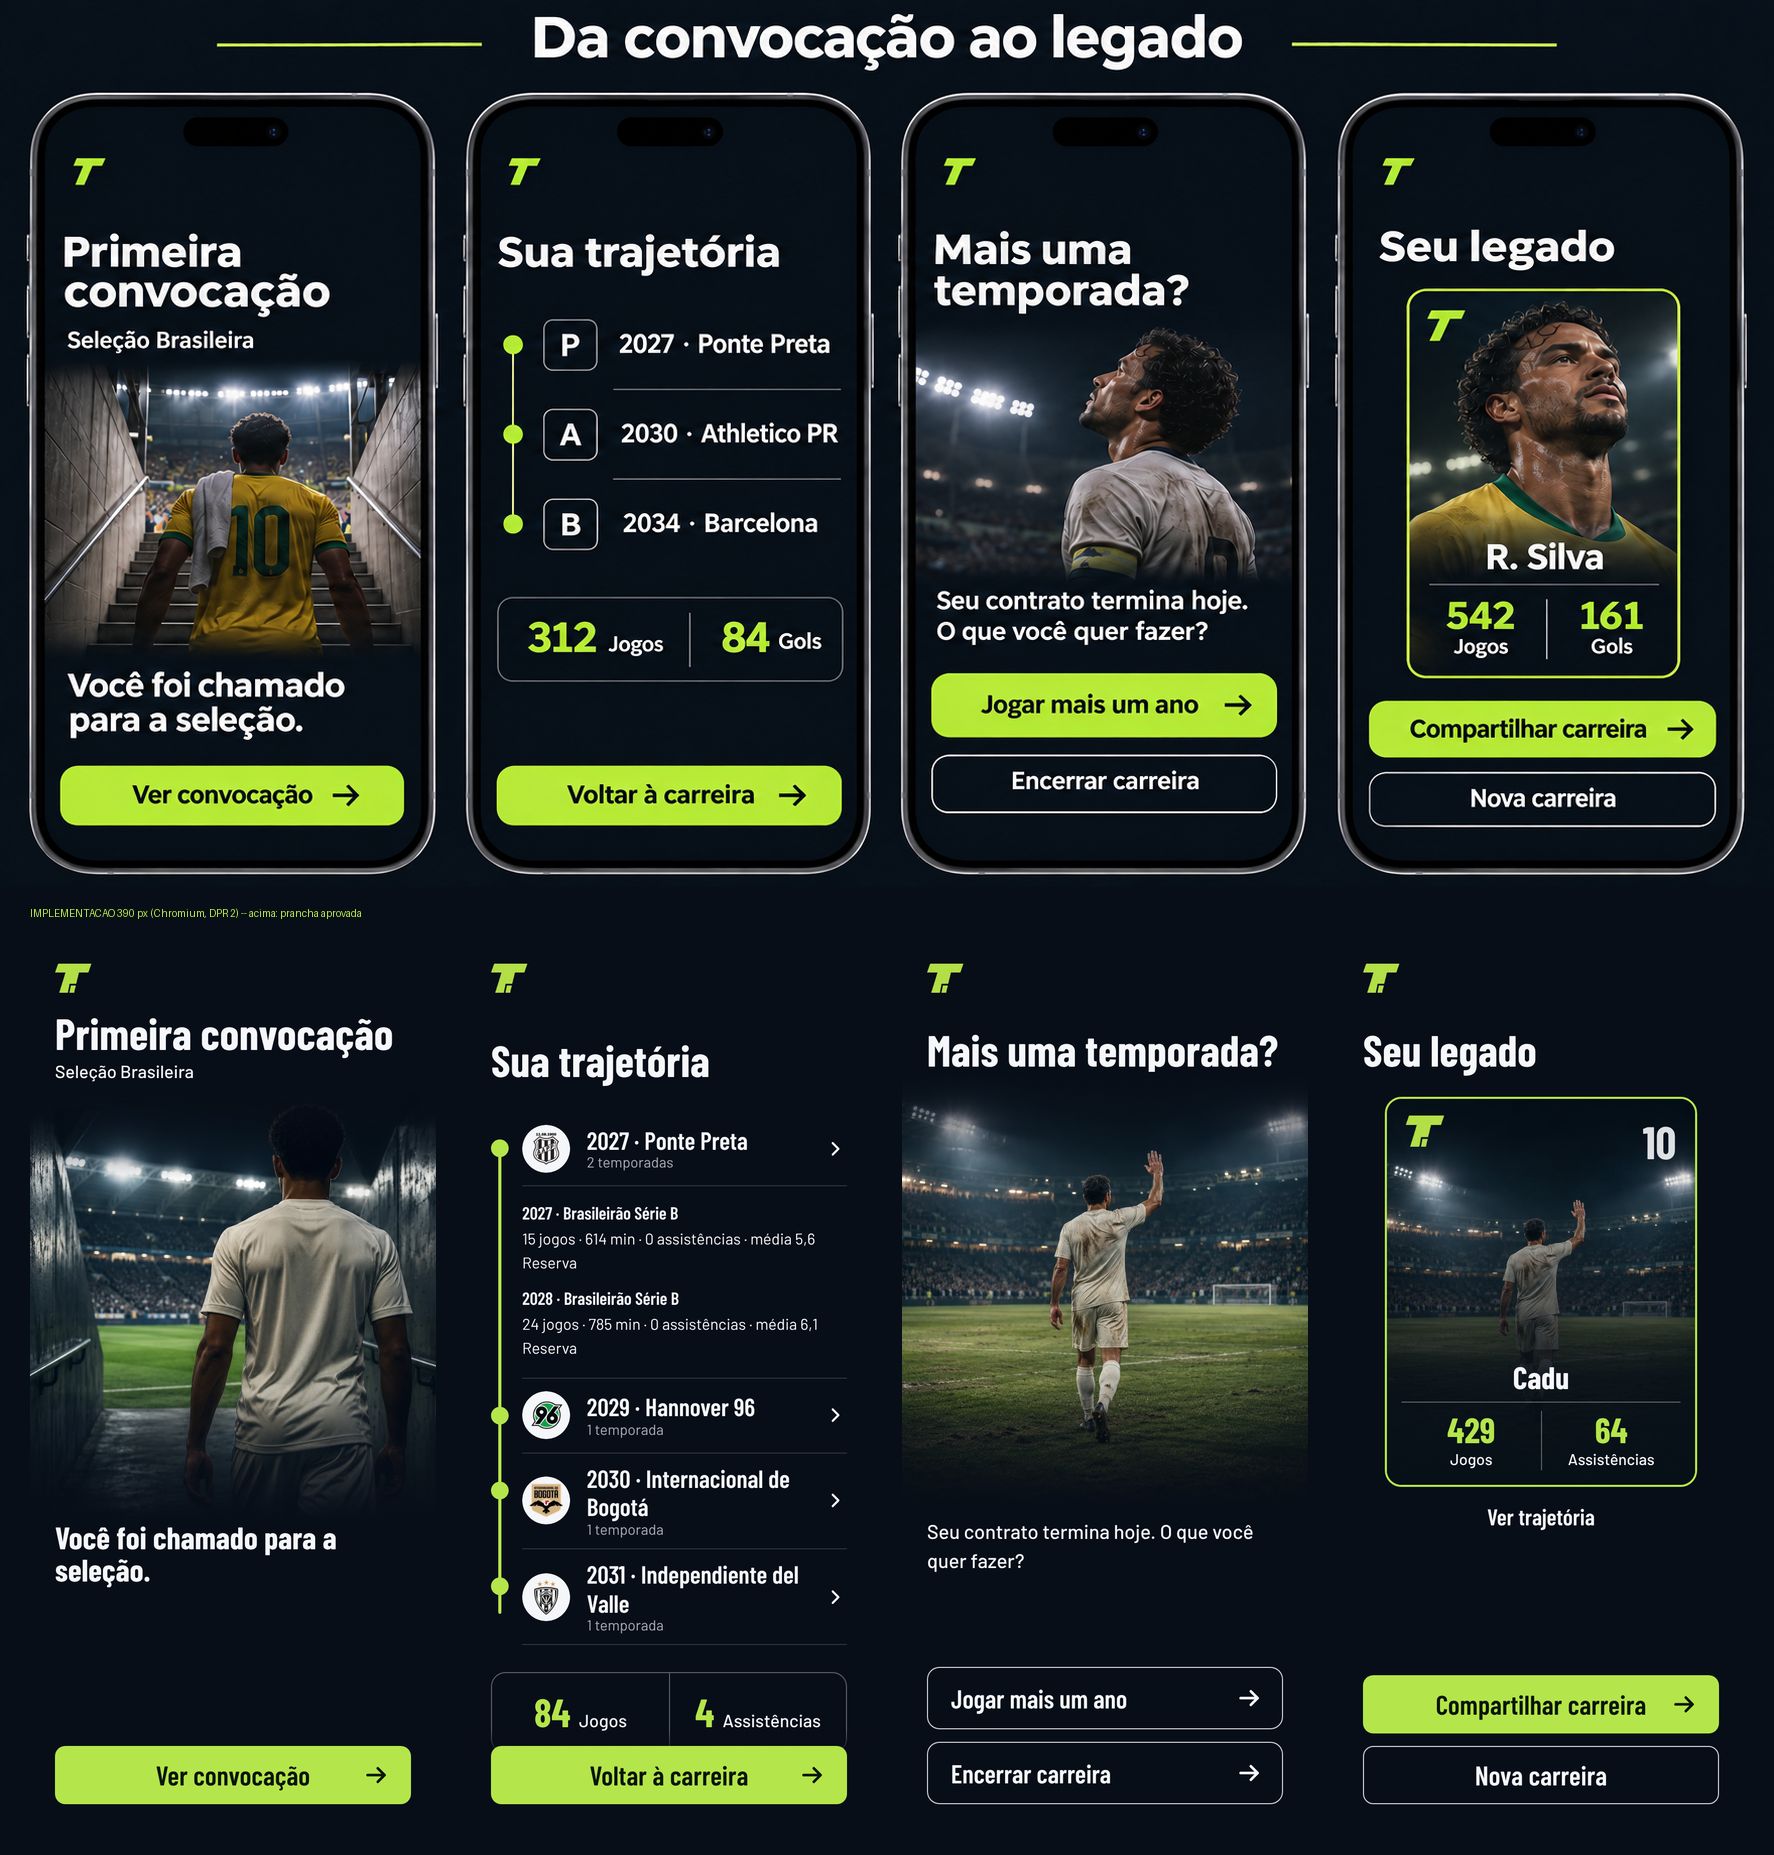 Da convocação ao legado
Primeira
convocação
Seleção Brasileira
10
Você foi chamado
para a seleção.
Ver convocação
Sua trajetória
P
2027 · Ponte Preta
A
2030 · Athletico PR
B
2034 · Barcelona
312 Jogos
84 Gols
Voltar à carreira
Mais uma
temporada?
Seu contrato termina hoje.
O que você quer fazer?
Jogar mais um ano
Encerrar carreira
Seu legado
R. Silva
542
Jogos
161
Gols
Compartilhar carreira
Nova carreira
IMPLEMENTACAO 390 px (Chromium, DPR 2) -- acima: prancha aprovada
Primeira convocação
Seleção Brasileira
Você foi chamado para a
seleção.
Ver convocação
Sua trajetória
2027 · Ponte Preta
2 temporadas
2027 · Brasileirão Série B
15 jogos · 614 min · 0 assistências · média 5,6
Reserva
2028 · Brasileirão Série B
24 jogos · 785 min · 0 assistências · média 6,1
Reserva
96
2029 · Hannover 96
1 temporada
BOGOTÁ
2030 · Internacional de
Bogotá
1 temporada
2031 · Independiente del
Valle
1 temporada
84 Jogos
4 Assistências
Voltar à carreira
Mais uma temporada?
Seu contrato termina hoje. O que você
quer fazer?
Jogar mais um ano
Encerrar carreira
Seu legado
10
Cadu
429
Jogos
64
Assistências
Ver trajetória
Compartilhar carreira
Nova carreira